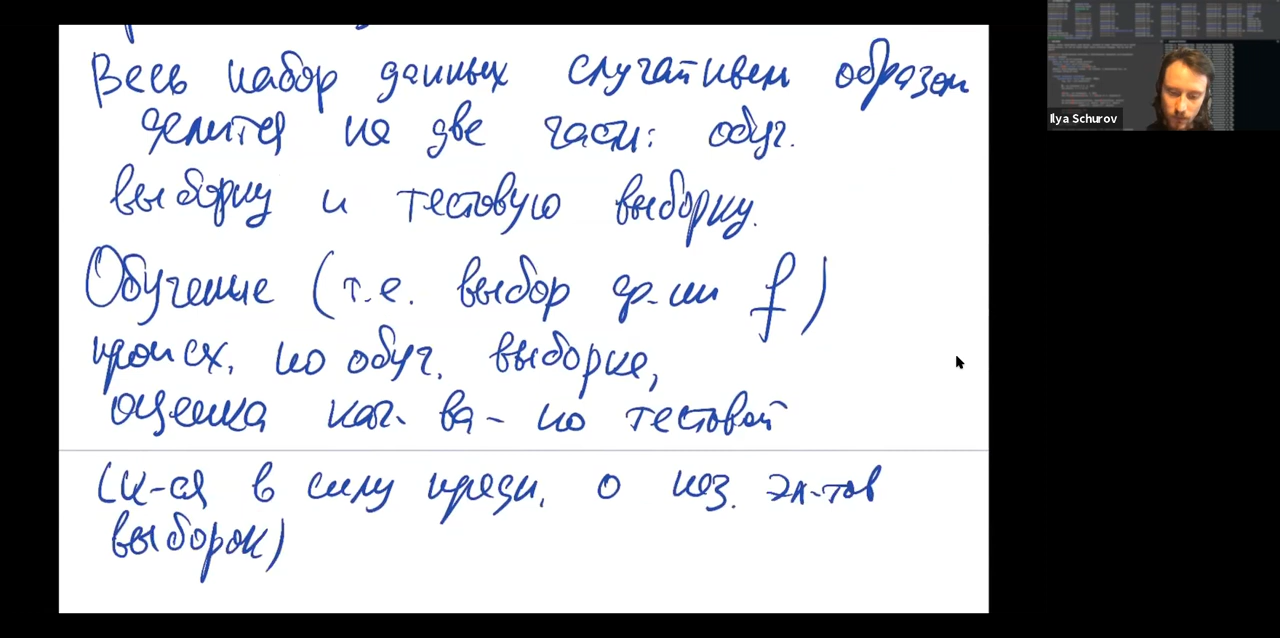 Весь набор данных случайным образом
делится на две части: обуч.
выборку и тестовую выборку.
Обучение (т.е. выбор ф-ии f)
происх. по обуч. выборке,
оценка кач-ва - по тестовой
(к-ая в силу предп. о нез. эл-тов
выборок)
Ilya Schurov